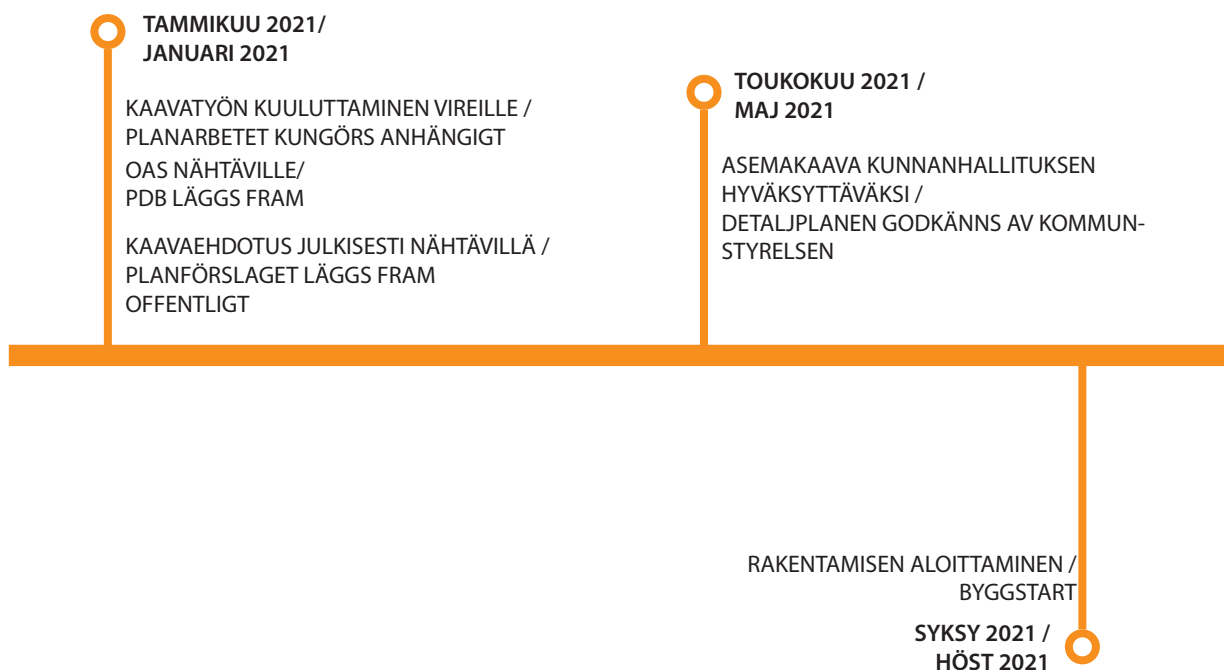 TAMMIKUU 2021/
JANUARI 2021
KAAVATYÖN KUULUTTAMINEN VIREILLE /
PLANARBETET KUNGÖRS ANHÄNGIGT
OAS NÄHTÄVILLE/
PDB LÄGGS FRAM
KAAVAEHDOTUS JULKISESTI NÄHTÄVILLÄ /
PLANFÖRSLAGET LÄGGS FRAM
OFFENTLIGT
TOUKOKUU 2021 /
MAJ 2021
ASEMAKAAVA KUNNANHALLITUKSEN
HYVÄKSYTTÄVÄKSI /
DETALJPLANEN GODKÄNNS AV KOMMUN-
STYRELSEN
RAKENTAMISEN ALOITTAMINEN /
BYGGSTART
SYKSY 2021 /
HÖST 2021